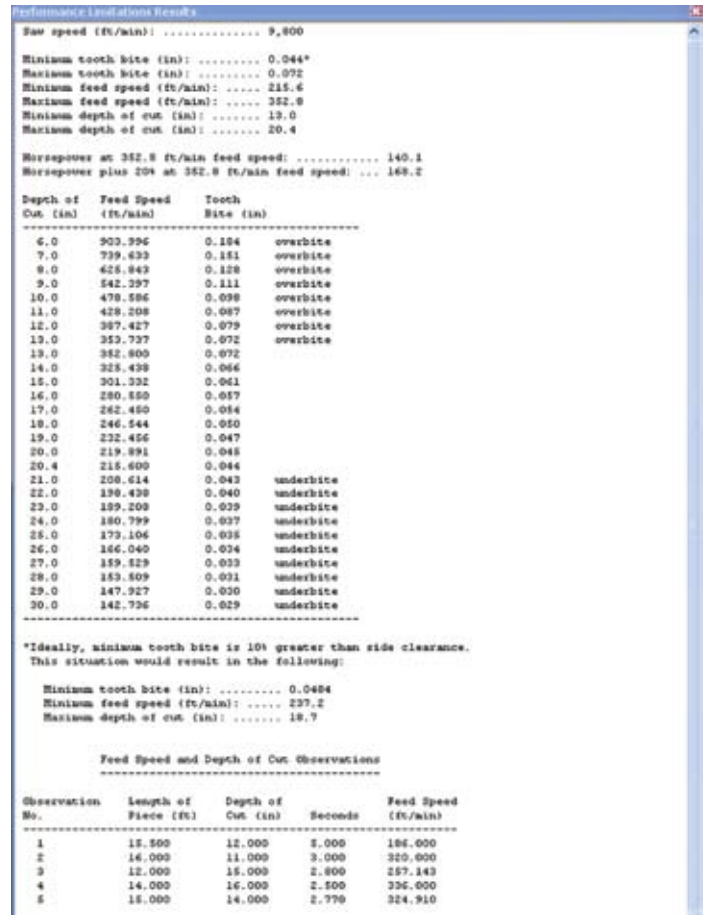 Performance Limitations Results
Saw speed (ft/min): .............. 9,800
Minimum tooth bite (in): ......... 0.044*
Maximum tooth bite (in): ......... 0.072
Minimum feed speed (ft/min): ..... 215.6
Maximum feed speed (ft/min): ..... 352.8
Minimum depth of cut (in): ....... 13.0
Maximum depth of cut (in): ....... 20.4
Horsepower at 352.8 ft/min feed speed: ............ 140.1
Horsepower plus 20% at 352.8 ft/min feed speed: ... 168.2
Depth of Feed Speed Tooth
Cut (in) (ft/min) Bite (in)
6.0 903.996 0.184 overbite
7.0 739.633 0.151 overbite
8.0 625.843 0.128 overbite
9.0 542.397 0.111 overbite
10.0 478.586 0.098 overbite
11.0 428.208 0.087 overbite
12.0 387.427 0.079 overbite
13.0 353.737 0.072 overbite
13.0 352.800 0.072
14.0 325.438 0.066
15.0 301.332 0.061
16.0 280.550 0.057
17.0 262.450 0.054
18.0 246.544 0.050
19.0 232.456 0.047
20.0 219.891 0.045
20.4 215.600 0.044
21.0 208.614 0.043 underbite
22.0 198.438 0.040 underbite
23.0 189.208 0.039 underbite
24.0 180.799 0.037 underbite
25.0 173.106 0.035 underbite
26.0 166.040 0.034 underbite
27.0 159.529 0.033 underbite
28.0 153.509 0.031 underbite
29.0 147.927 0.030 underbite
30.0 142.736 0.029 underbite
*Ideally, minimum tooth bite is 10% greater than side clearance.
This situation would result in the following:
Minimum tooth bite (in): ......... 0.0484
Minimum feed speed (ft/min): ..... 237.2
Maximum depth of cut (in): ....... 18.7
Feed Speed and Depth of Cut Observations
Observation Length of Depth of Feed Speed
No. Piece (ft) Cut (in) Seconds (ft/min)
1 15.500 12.000 5.000 186.000
2 16.000 11.000 3.000 320.000
3 12.000 15.000 2.800 257.143
4 14.000 16.000 2.500 336.000
5 15.000 14.000 2.770 324.910